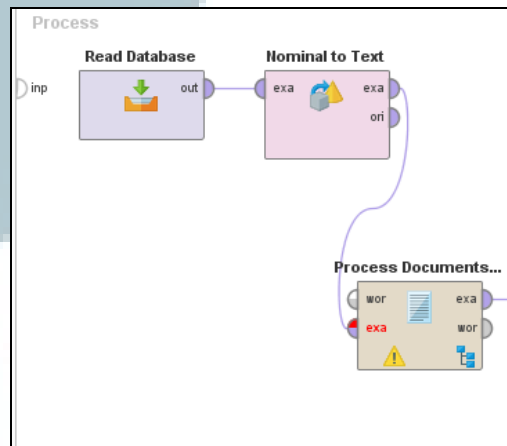 Process
Read Database
Nominal to Text
inp
out
exa
exa
ori
Process Documents...
wor
exa
exa
wor